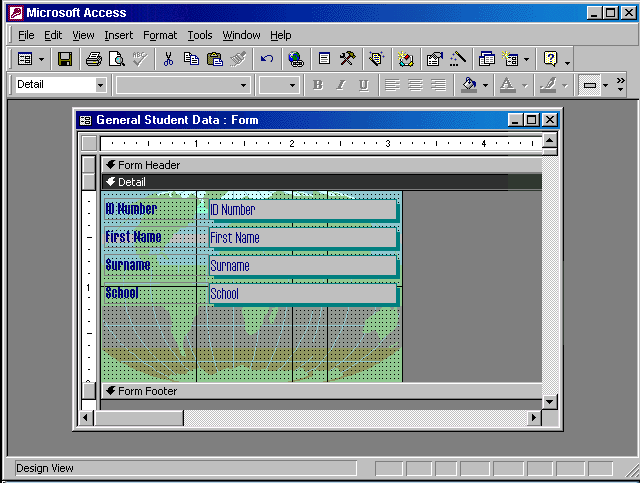 Microsoft Access
File Edit View Insert Format Tools Window Help
Detail
B I U A
General Student Data : Form
1 2 3 4
Form Header
Detail
ID Number ID Number
First Name First Name
Surname Surname
1
School School
Form Footer
Design View